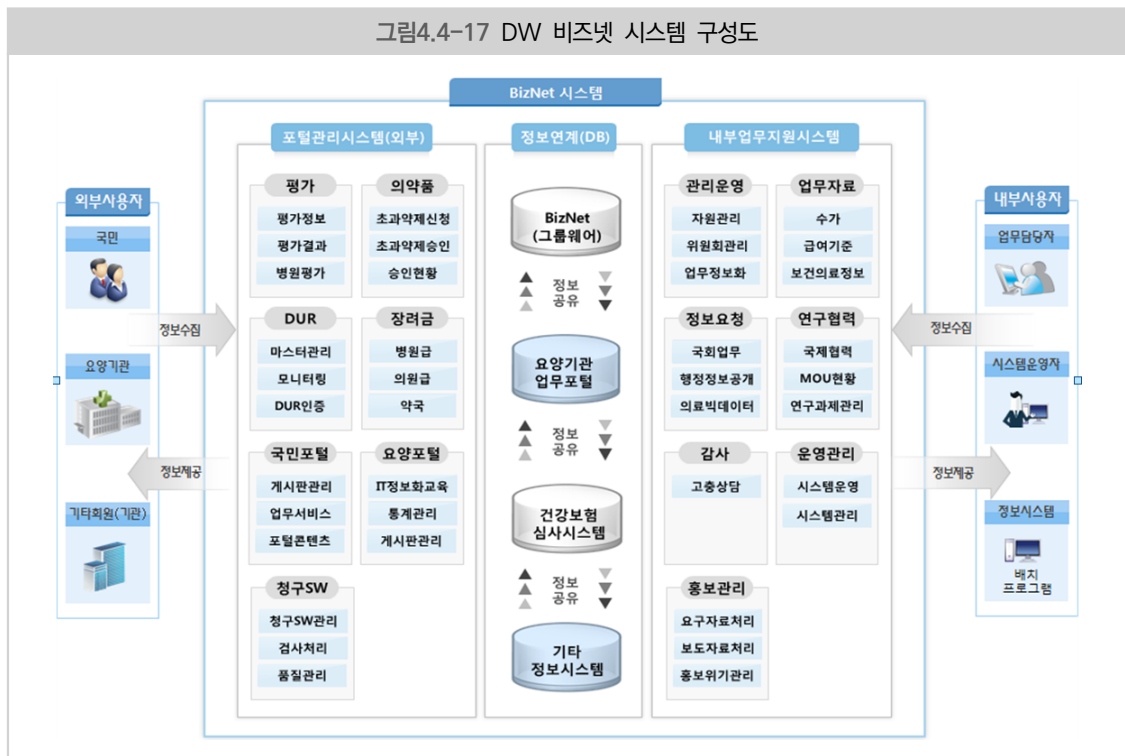 그림4.4-17 DW 비즈넷 시스템 구성도
BizNet 시스템
외부사용자
국민
요양기관
기타회원(기관)
정보수집
정보제공
포털관리시스템(외부)
평가
평가정보
평가결과
병원평가
의약품
초과약제신청
초과약제승인
승인현황
DUR
마스터관리
모니터링
DUR인증
장려금
병원급
의원급
약국
국민포털
게시판관리
업무서비스
포털콘텐츠
요양포털
IT정보화교육
통계관리
게시판관리
청구SW
청구SW관리
검사처리
품질관리
정보연계(DB)
BizNet
(그룹웨어)
정보
공유
요양기관
업무포털
정보
공유
건강보험
심사시스템
정보
공유
기타
정보시스템
내부업무지원시스템
관리운영
자원관리
위원회관리
업무정보화
업무자료
수가
급여기준
보건의료정보
정보요청
국회업무
행정정보공개
의료빅데이터
연구협력
국제협력
MOU현황
연구과제관리
감사
고충상담
운영관리
시스템운영
시스템관리
홍보관리
요구자료처리
보도자료처리
홍보위기관리
정보수집
정보제공
내부사용자
업무담당자
시스템운영자
정보시스템
배치
프로그램